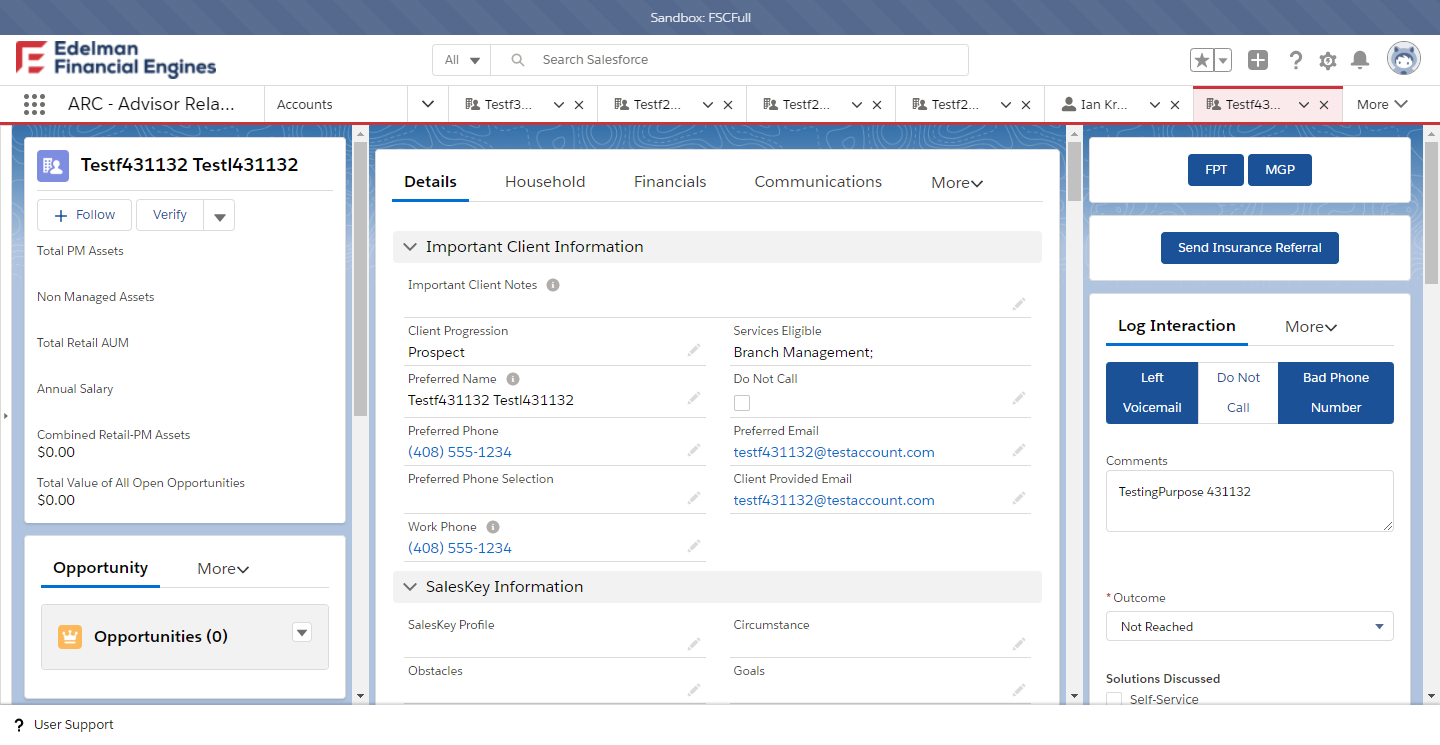 Sandbox: FSCFull
Edelman
Financial Engines
All
Search Salesforce
ARC - Advisor Rela...
Accounts
Testf3...
Testf2...
Testf2...
Testf2...
Ian Kr...
Testf43...
More
Testf431132 Testl431132
Follow
Verify
Total PM Assets
Non Managed Assets
Total Retail AUM
Annual Salary
Combined Retail-PM Assets
$0.00
Total Value of All Open Opportunities
$0.00
Opportunity
More
Opportunities (0)
Details
Household
Financials
Communications
More
Important Client Information
Important Client Notes
Client Progression
Prospect
Services Eligible
Branch Management;
Preferred Name
Testf431132 Testl431132
Do Not Call
Preferred Phone
(408) 555-1234
Preferred Email
testf431132@testaccount.com
Preferred Phone Selection
Client Provided Email
testf431132@testaccount.com
Work Phone
(408) 555-1234
SalesKey Information
SalesKey Profile
Circumstance
Obstacles
Goals
FPT
MGP
Send Insurance Referral
Log Interaction
More
Left
Voicemail
Do Not
Call
Bad Phone
Number
Comments
TestingPurpose 431132
* Outcome
Not Reached
Solutions Discussed
Self-Service
? User Support